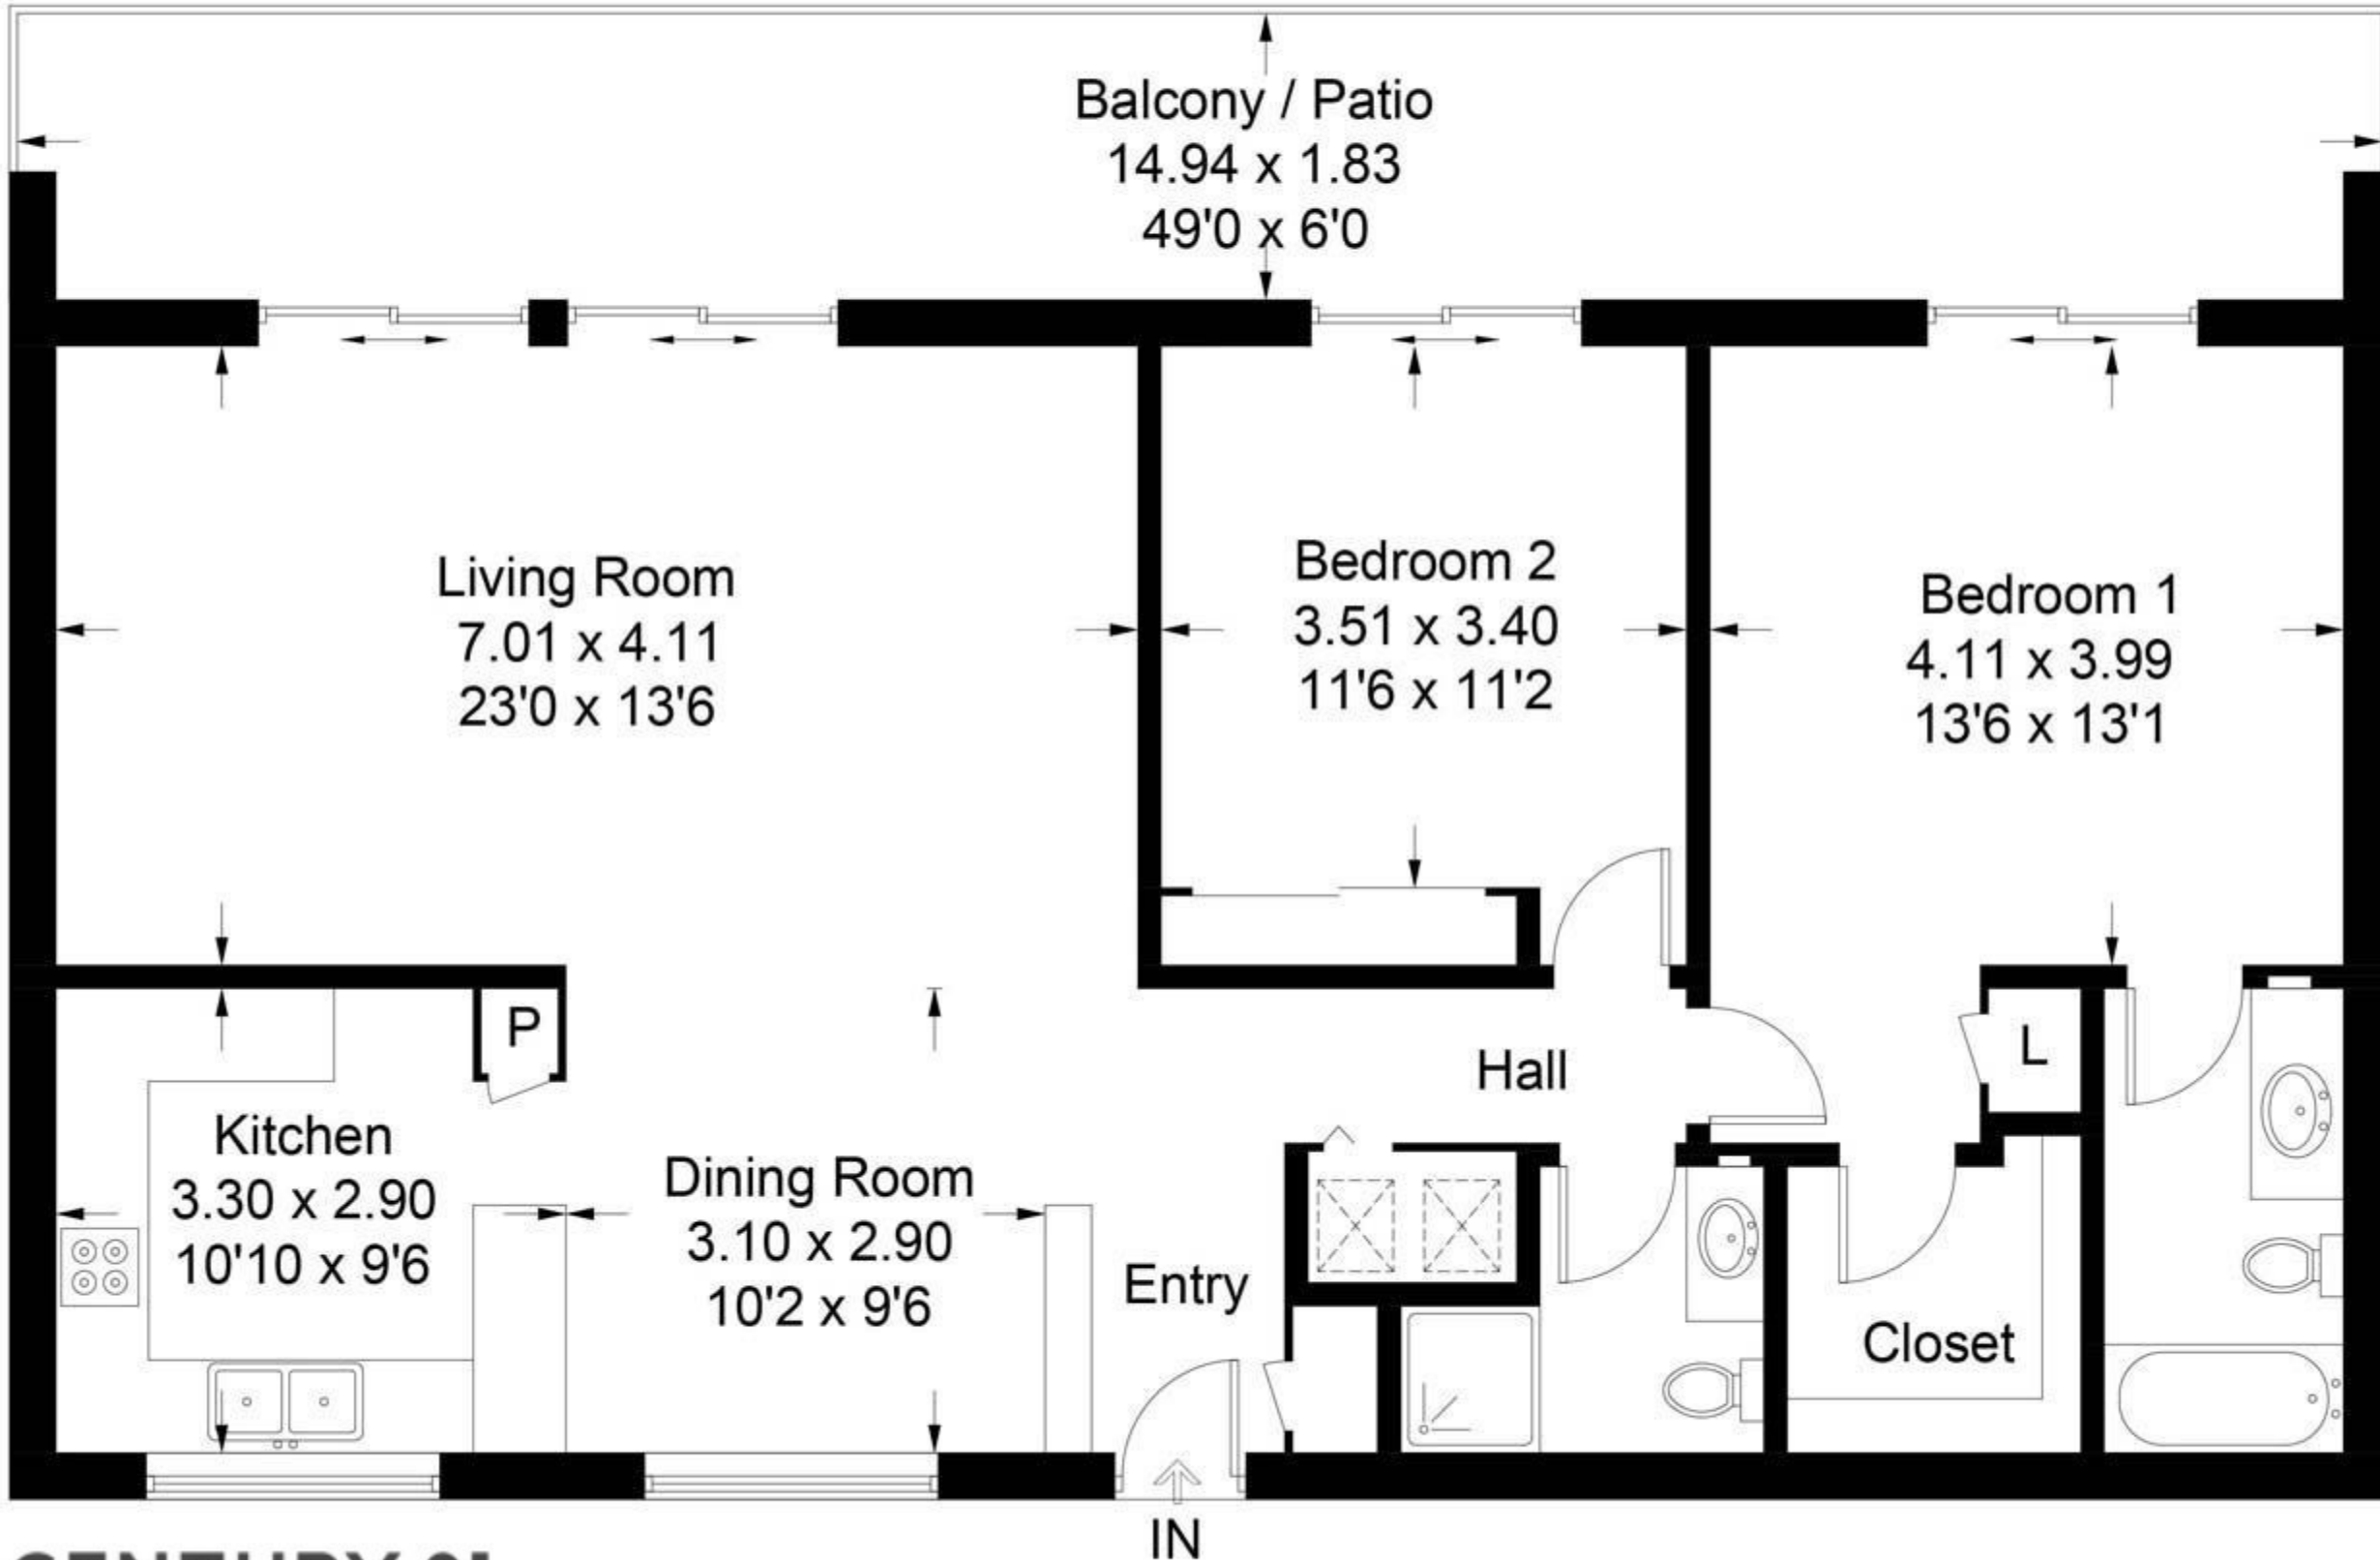 Balcony / Patio
14.94 x 1.83
49'0 x 6'0
Living Room
7.01 x 4.11
23'0 x 13'6
Bedroom 2
3.51 x 3.40
11'6 x 11'2
Bedroom 1
4.11 x 3.99
13'6 x 13'1
P
Hall
L
Kitchen
3.30 x 2.90
10'10 x 9'6
Dining Room
3.10 x 2.90
10'2 x 9'6
Entry
Closet
IN
CENTURY 21